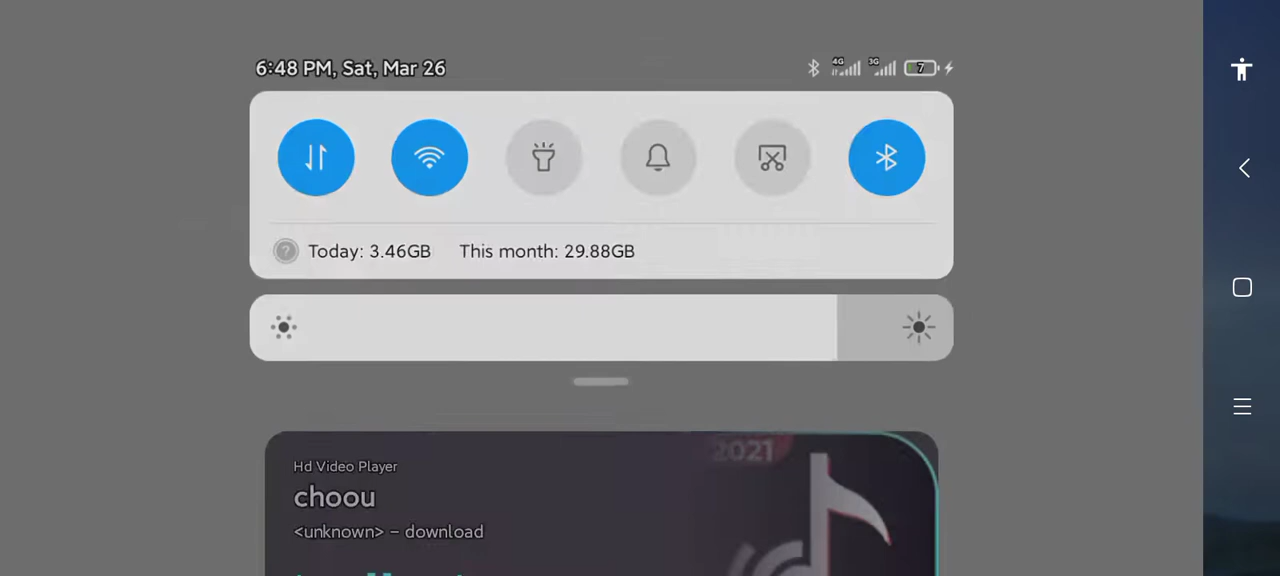 6:48 PM, Sat, Mar 26
4G 3G 7
Today: 3.46GB This month: 29.88GB
2021
Hd Video Player
choou
<unknown> – download